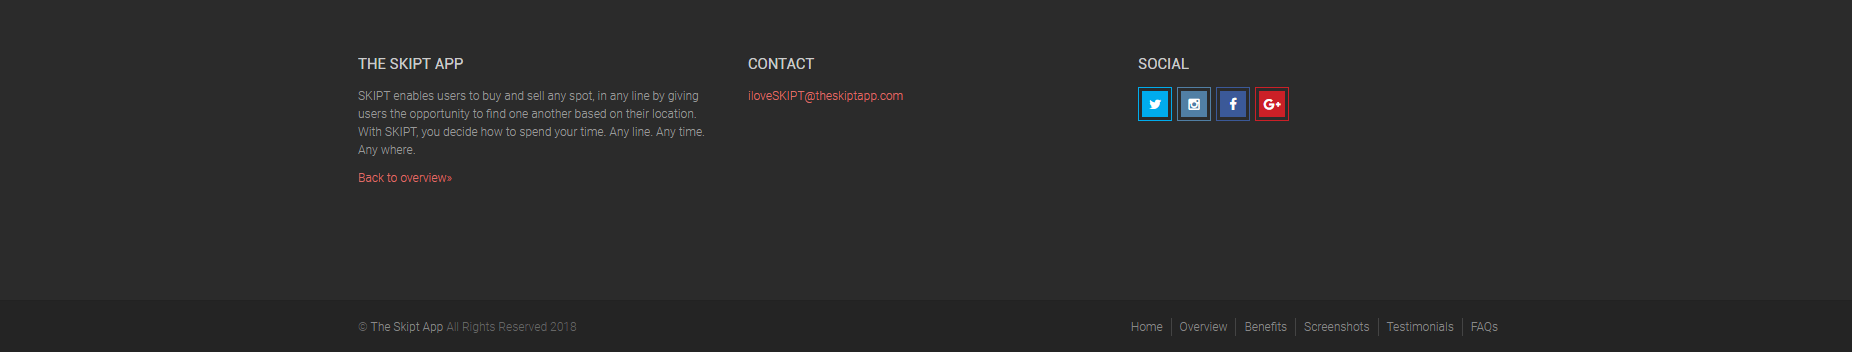 THE SKIPT APP
SKIPT enables users to buy and sell any spot, in any line by giving
users the opportunity to find one another based on their location.
With SKIPT, you decide how to spend your time. Any line. Any time.
Any where.
Back to overview»
CONTACT
iloveSKIPT@theskiptapp.com
SOCIAL
G+
© The Skipt App All Rights Reserved 2018
Home Overview Benefits Screenshots Testimonials FAQs